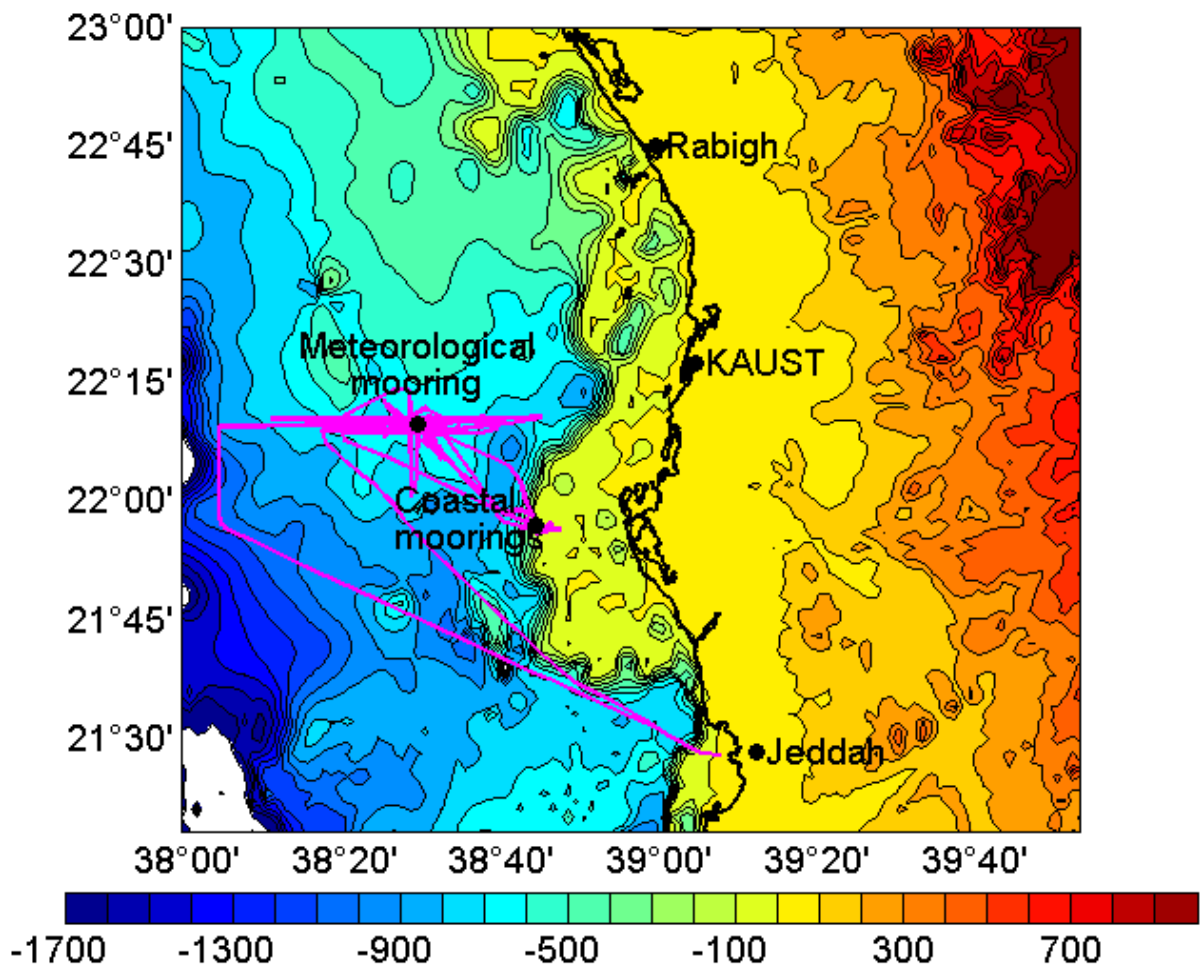 23°00'
22°45'
Rabigh
22°30'
Meteorological
mooring
KAUST
22°15'
22°00'
Coastal
moorings
21°45'
21°30'
Jeddah
38°00' 38°20' 38°40' 39°00' 39°20' 39°40'
-1700 -1300 -900 -500 -100 300 700